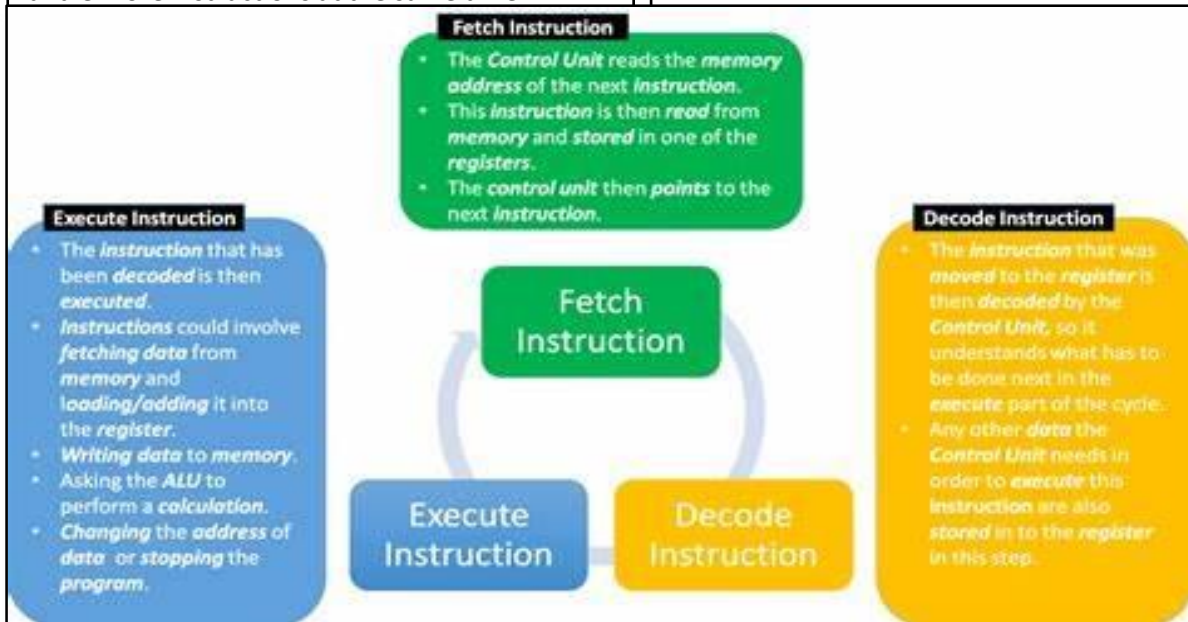 Fetch Instruction
• The Control Unit reads the memory
address of the next instruction.
• This instruction is then read from
memory and stored in one of the
registers.
• The control unit then points to the
next instruction.
Execute Instruction
• The instruction that has
been decoded is then
executed.
• Instructions could involve
fetching data from
memory and
loading/adding it into
the register.
• Writing data to memory.
• Asking the ALU to
perform a calculation.
• Changing the address of
data or stopping the
program.
Decode Instruction
• The instruction that was
moved to the register is
then decoded by the
Control Unit, so it
understands what has to
be done next in the
execute part of the cycle.
• Any other data the
Control Unit needs in
order to execute this
instruction are also
stored in to the register
in this step.
Fetch
Instruction
Execute
Instruction
Decode
Instruction